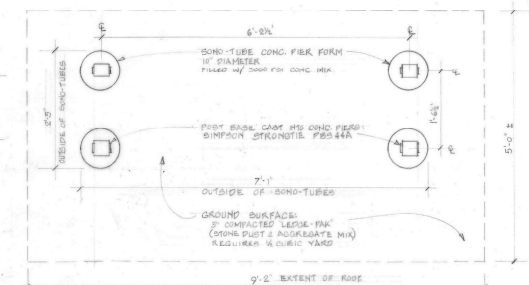 6'-2½"
SONO-TUBE CONC. PIER FORM
10" DIAMETER
FILLED W/ 3000 PSI CONC. MIX.
OUTSIDE OF SONO-TUBES
1'-6½"
5'-0" ±
POST BASE CAST INTO CONC. PIERS:
SIMPSON STRONGTIE PBS44A
7'-1"
OUTSIDE OF SONO-TUBES
GROUND SURFACE:
3" COMPACTED "LEDGE-PAK"
(STONE DUST & AGGREGATE MIX)
REQUIRES ½ CUBIC YARD
9'-2" EXTENT OF ROOF